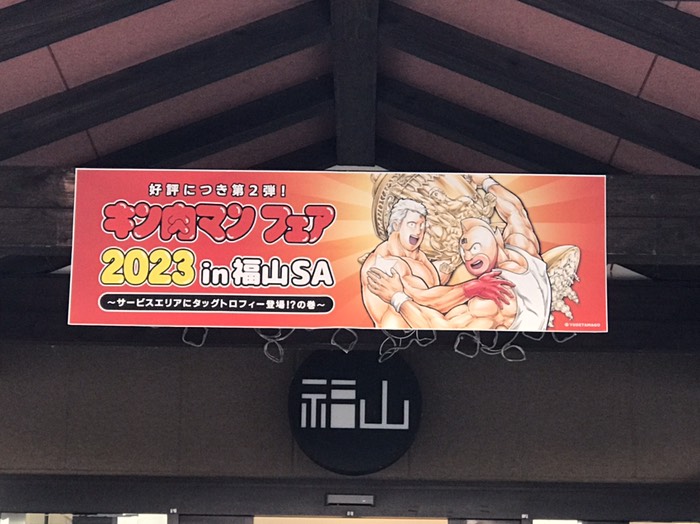 好評につき第2弾!
キン肉マン フェア
2023 in 福山SA
〜サービスエリアにタッグトロフィー登場!?の巻〜
福山